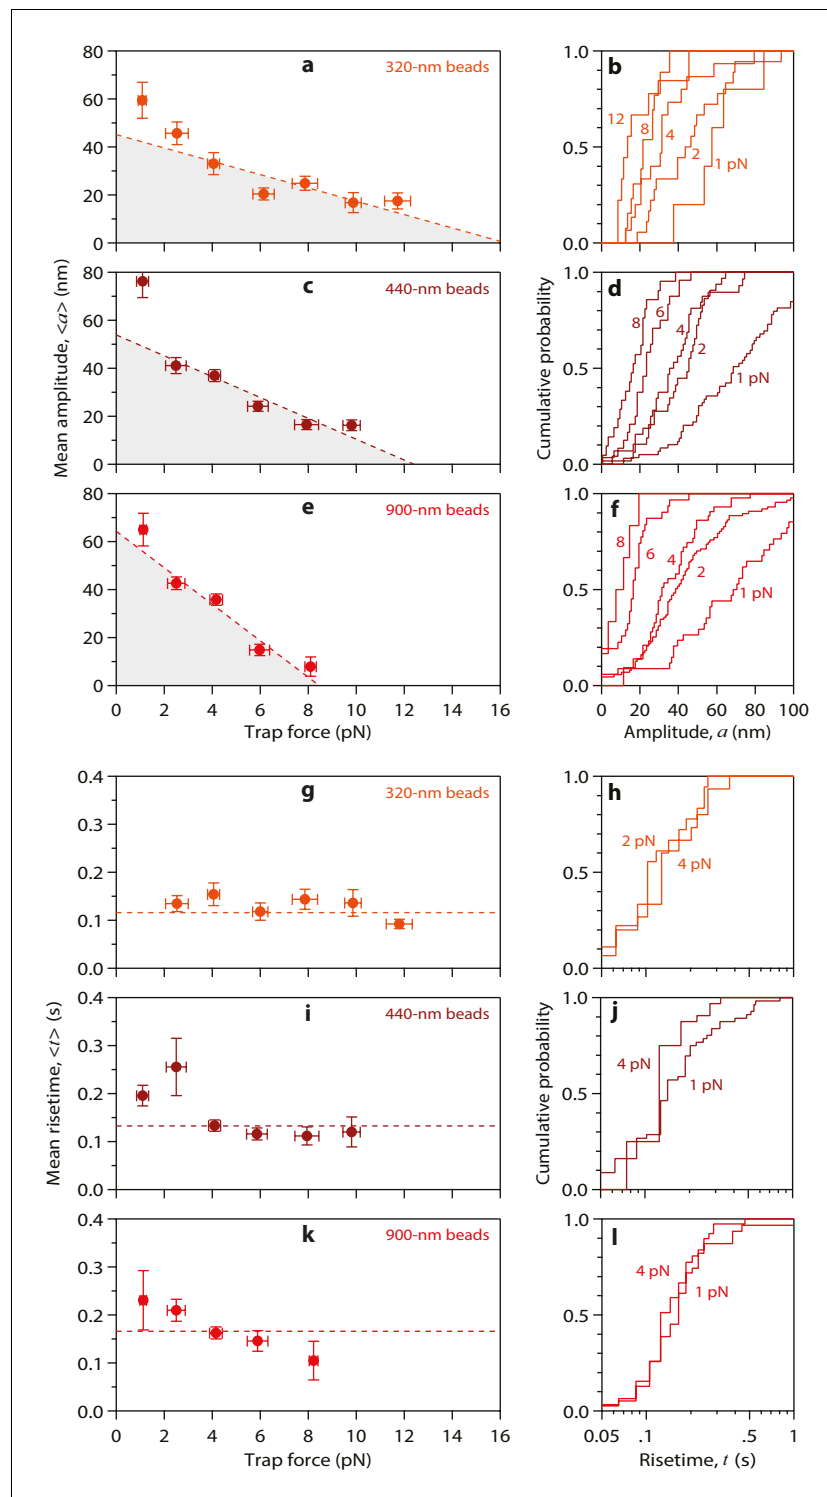 a
320-nm beads
80
60
40
20
0
b
12
8
4
2
1 pN
1.0
0.5
0.0
c
440-nm beads
80
60
40
20
0
Mean amplitude, <a> (nm)
d
8
6
4
2
1 pN
1.0
0.5
0.0
Cumulative probability
e
900-nm beads
80
60
40
20
0
0 2 4 6 8 10 12 14 16
Trap force (pN)
f
8
6
4
2
1 pN
1.0
0.5
0.0
0 20 40 60 80 100
Amplitude, a (nm)
g
320-nm beads
0.4
0.3
0.2
0.1
0.0
h
2 pN
4 pN
1.0
0.5
0.0
i
440-nm beads
0.4
0.3
0.2
0.1
0.0
Mean risetime, <t> (s)
j
4 pN
1 pN
1.0
0.5
0.0
Cumulative probability
k
900-nm beads
0.4
0.3
0.2
0.1
0.0
0 2 4 6 8 10 12 14 16
Trap force (pN)
l
4 pN
1 pN
1.0
0.5
0.0
0.05 .1 .5 1
Risetime, t (s)